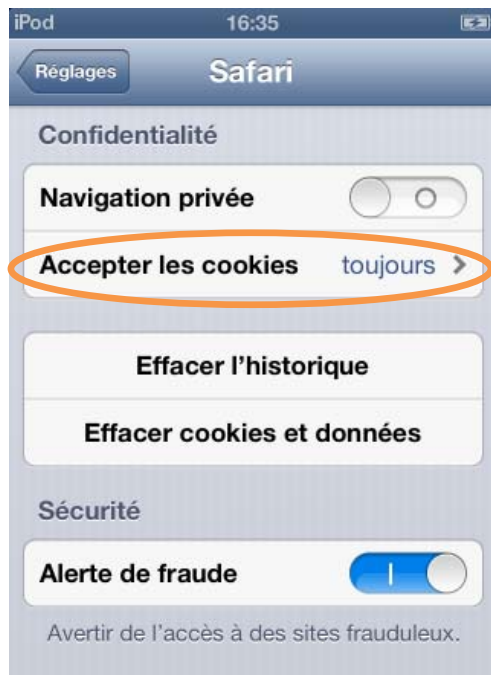 iPod 16:35
Réglages Safari
Confidentialité
Navigation privée
Accepter les cookies toujours
Effacer l'historique
Effacer cookies et données
Sécurité
Alerte de fraude
Avertir de l'accès à des sites frauduleux.